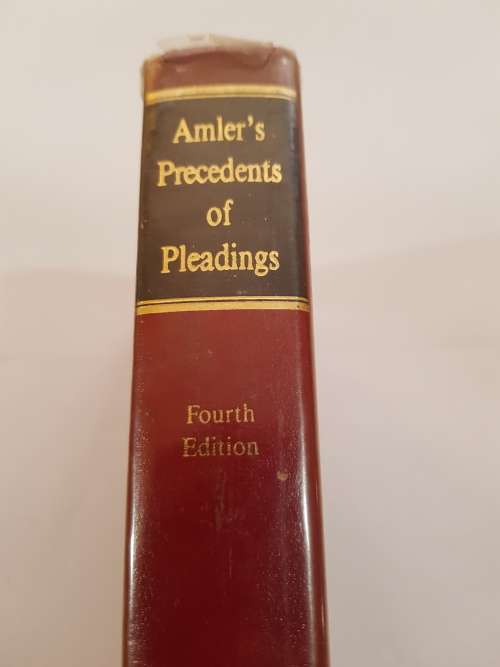 Amler's
Precedents
of
Pleadings
Fourth
Edition